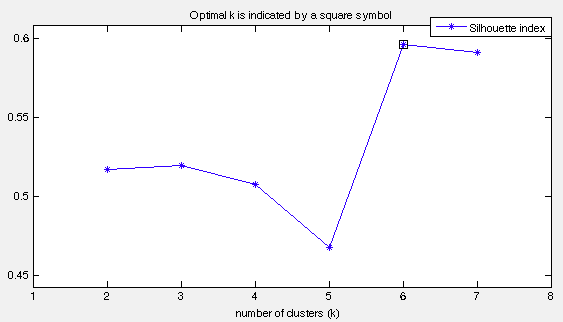 Optimal k is indicated by a square symbol
Silhouette index
0.6
0.55
0.5
0.45
1 2 3 4 5 6 7 8
number of clusters (k)